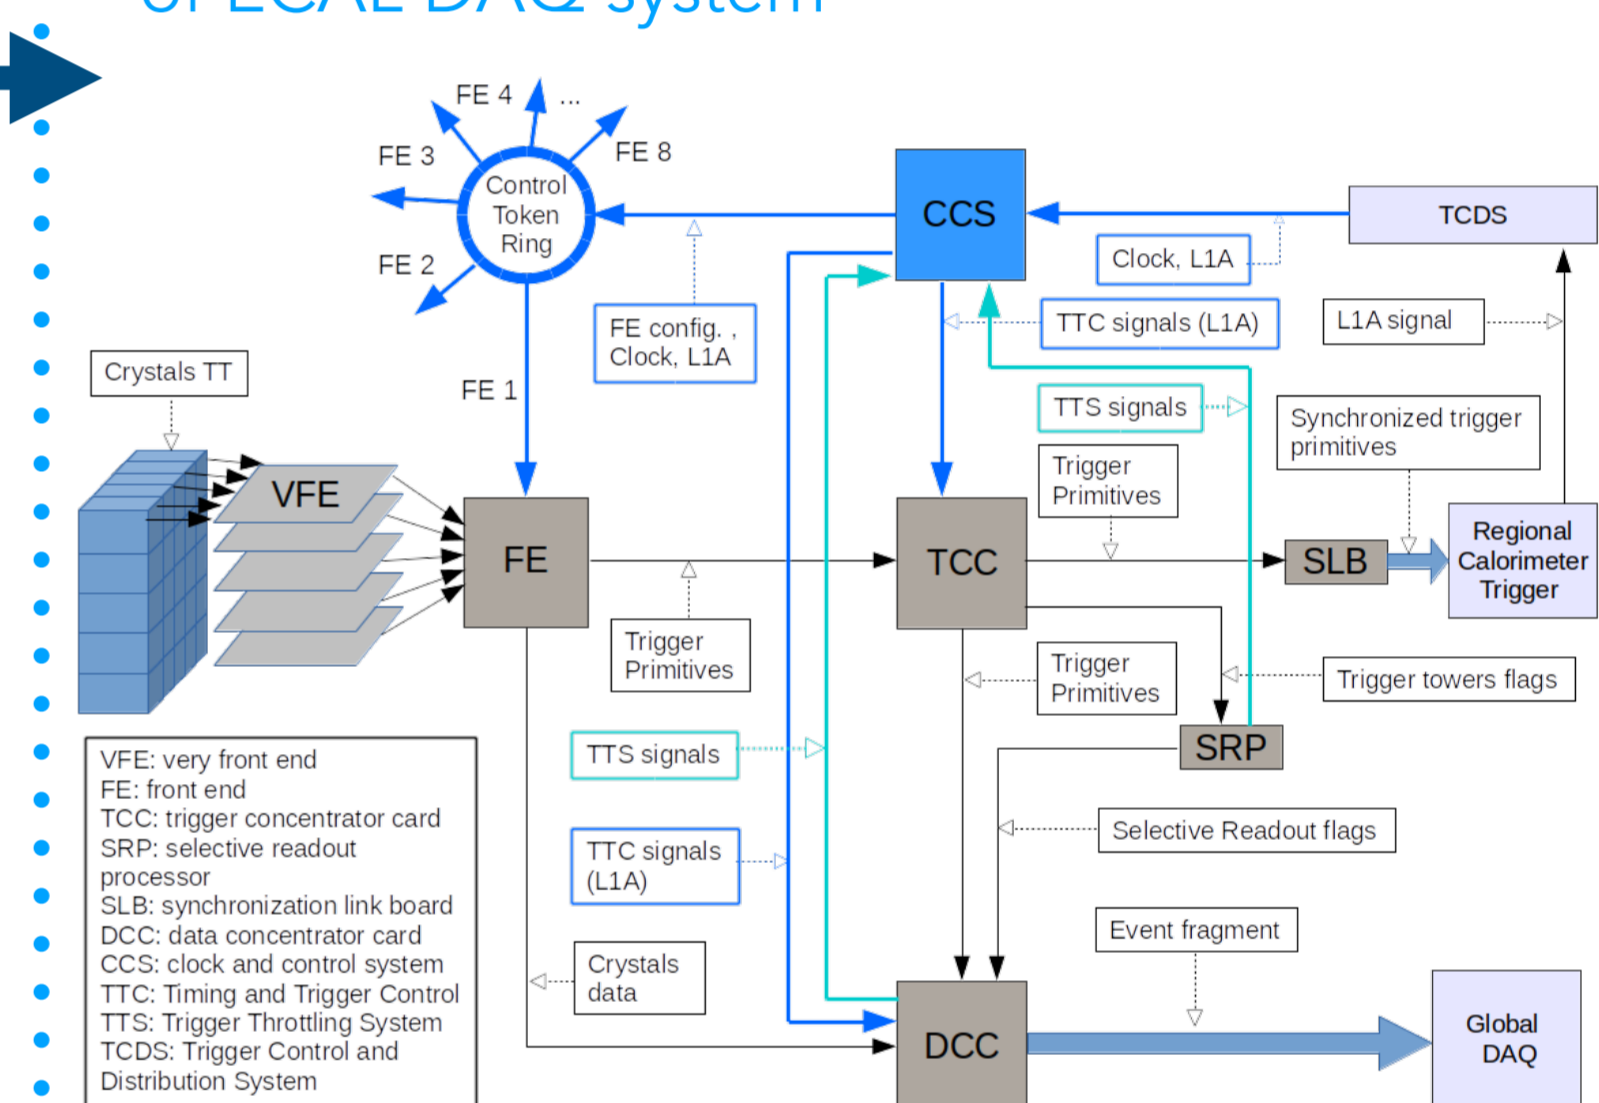 of ECAL DAQ system
FE 4
...
FE 3
FE 8
Control
Token
Ring
CCS
TCDS
FE 2
Clock, L1A
FE config. ,
Clock, L1A
TTC signals (L1A)
L1A signal
Crystals TT
FE 1
TTS signals
Synchronized trigger
primitives
Trigger
Primitives
VFE
FE
TCC
SLB
Regional
Calorimeter
Trigger
Trigger
Primitives
Trigger
Primitives
Trigger towers flags
SRP
TTS signals
Selective Readout flags
TTC signals
(L1A)
Event fragment
Crystals
data
DCC
Global
DAQ
VFE: very front end
FE: front end
TCC: trigger concentrator card
SRP: selective readout
processor
SLB: synchronization link board
DCC: data concentrator card
CCS: clock and control system
TTC: Timing and Trigger Control
TTS: Trigger Throttling System
TCDS: Trigger Control and
Distribution System